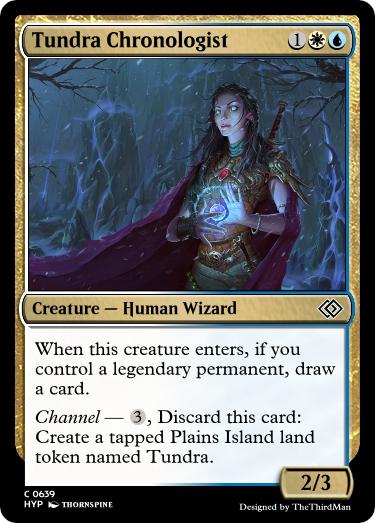 Tundra Chronologist 1
Creature — Human Wizard
When this creature enters, if you
control a legendary permanent, draw
a card.
Channel — 3, Discard this card:
Create a tapped Plains Island land
token named Tundra.
2/3
C 0639
HYP THORNSPINE
Designed by TheThirdMan